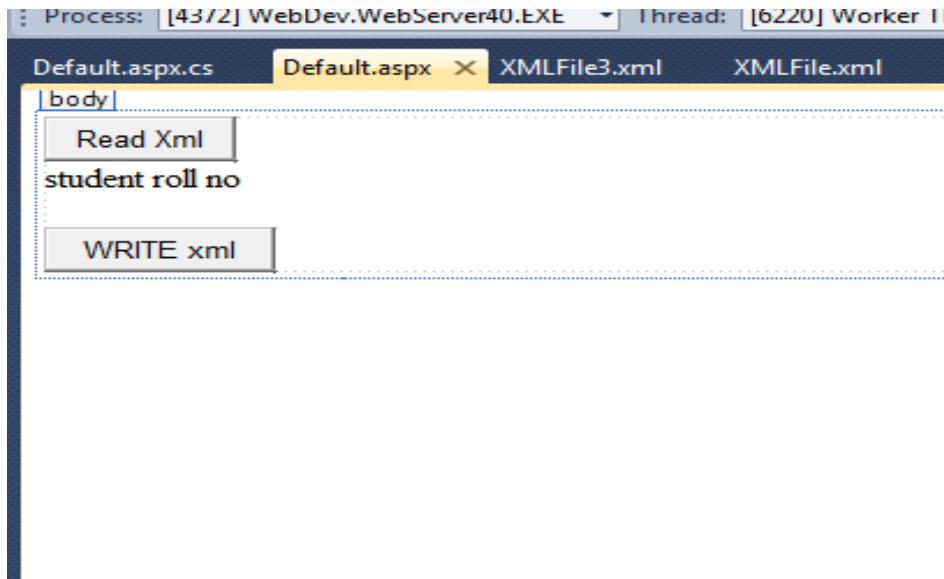 Process: [4372] WebDev.WebServer40.EXE Thread: [6220] Worker
Default.aspx.cs Default.aspx XMLFile3.xml XMLFile.xml
body
Read Xml
student roll no
WRITE xml